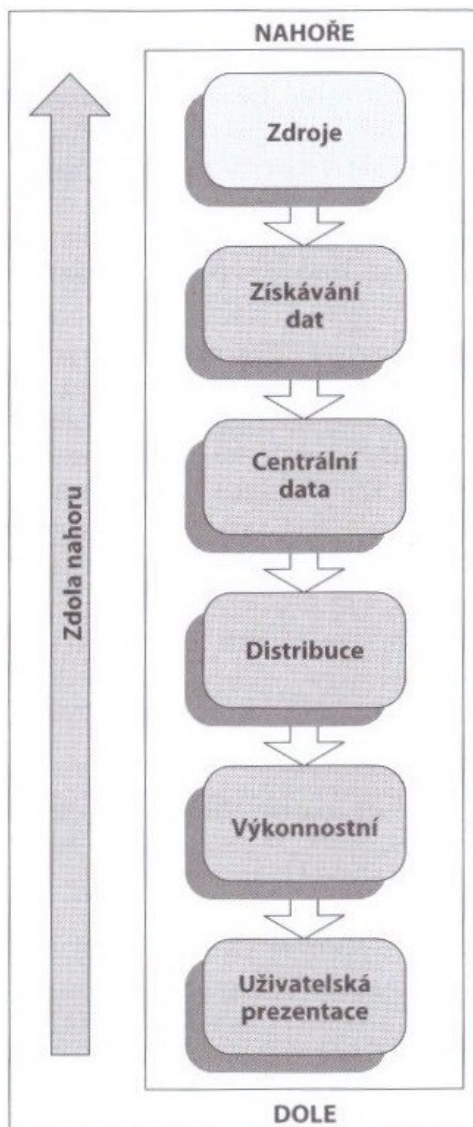 NAHOŘE
Zdroje
Získávání
dat
Centrální
data
Zdola nahoru
Distribuce
Výkonnostní
Uživatelská
prezentace
DOLE